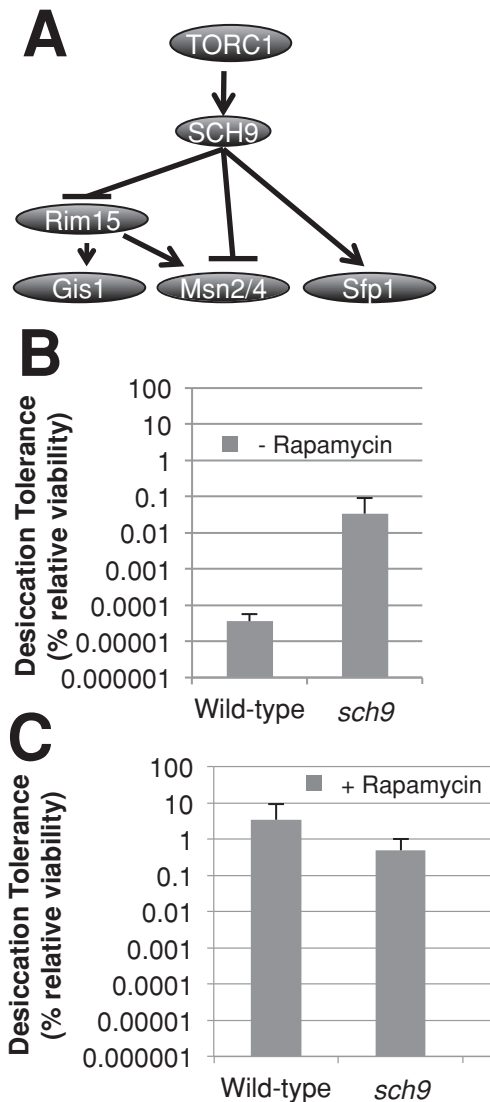 A
TORC1
SCH9
Rim15
Gis1
Msn2/4
Sfp1
B
Desiccation Tolerance
(% relative viability)
100
10
1
0.1
0.01
0.001
0.0001
0.00001
0.000001
- Rapamycin
Wild-type
sch9
C
Desiccation Tolerance
(% relative viability)
100
10
1
0.1
0.01
0.001
0.0001
0.00001
0.000001
+ Rapamycin
Wild-type
sch9